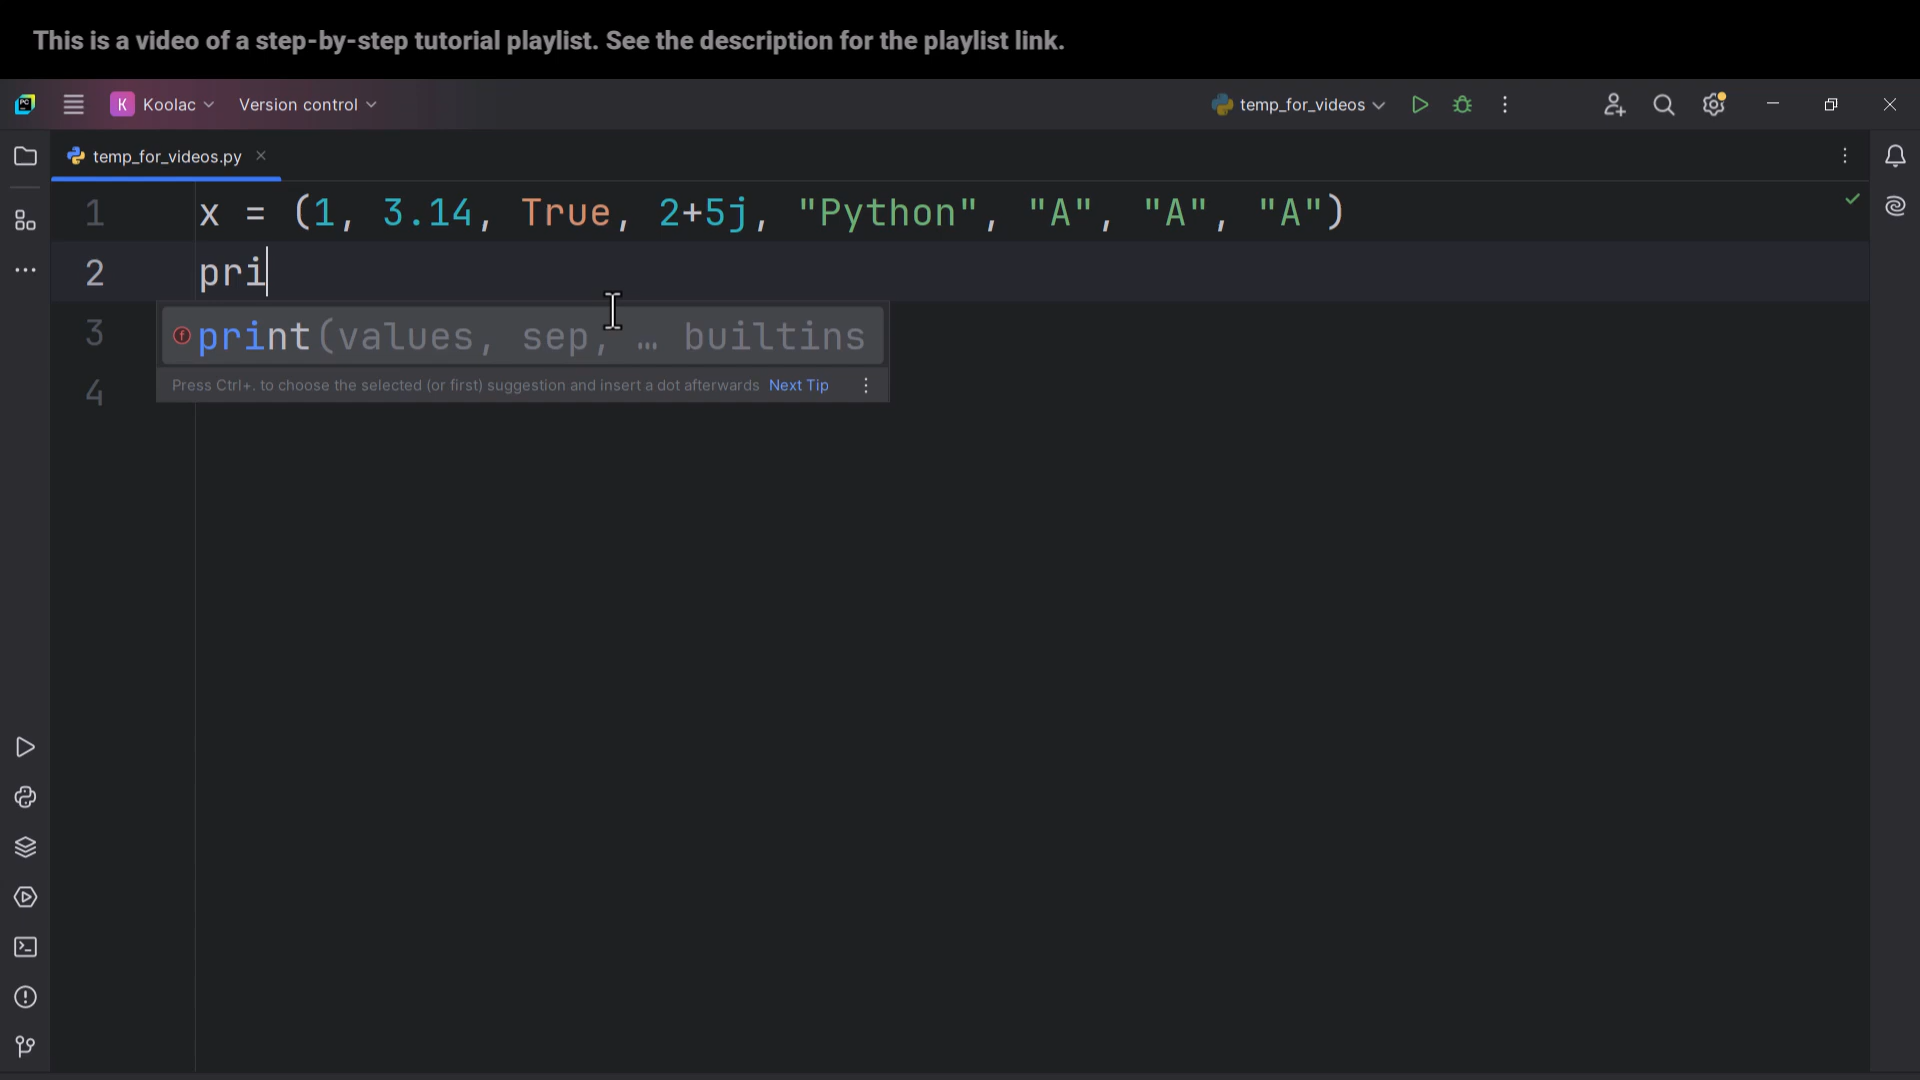 This is a video of a step-by-step tutorial playlist. See the description for the playlist link.
PC K Koolac Version control temp_for_videos
temp_for_videos.py
1 x = (1, 3.14, True, 2+5j, "Python", "A", "A", "A")
2 pri
3 f print(values, sep, … builtins
Press Ctrl+. to choose the selected (or first) suggestion and insert a dot afterwards Next Tip
4